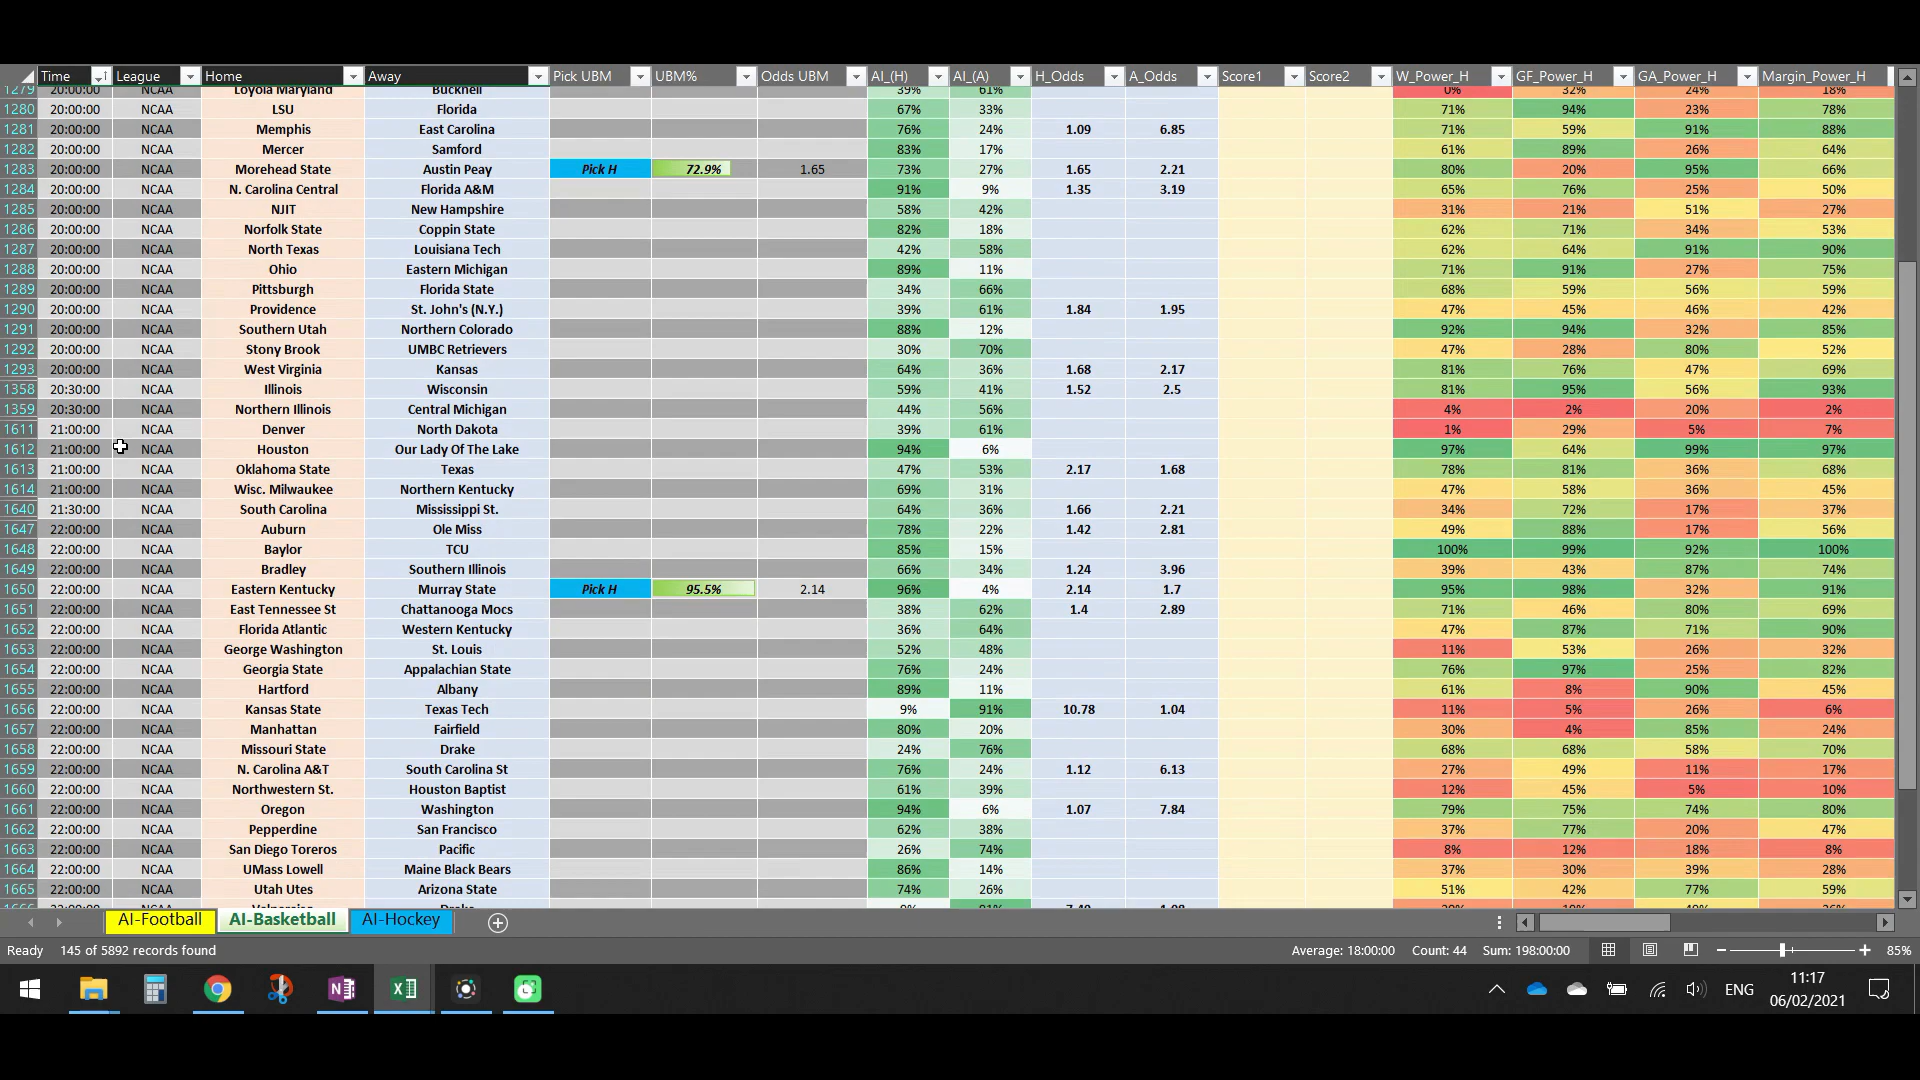 Time League Home Away Pick UBM UBM% Odds UBM AI_(H) AI_(A) H_Odds A_Odds Score1 Score2 W_Power_H GF_Power_H GA_Power_H Margin_Power_H
1279 20:00:00 NCAA Loyola Maryland Bucknell 39% 61% 0% 32% 24% 18%
1280 20:00:00 NCAA LSU Florida 67% 33% 71% 94% 23% 78%
1281 20:00:00 NCAA Memphis East Carolina 76% 24% 1.09 6.85 71% 59% 91% 88%
1282 20:00:00 NCAA Mercer Samford 83% 17% 61% 89% 26% 64%
1283 20:00:00 NCAA Morehead State Austin Peay Pick H 72.9% 1.65 73% 27% 1.65 2.21 80% 20% 95% 66%
1284 20:00:00 NCAA N. Carolina Central Florida A&M 91% 9% 1.35 3.19 65% 76% 25% 50%
1285 20:00:00 NCAA NJIT New Hampshire 58% 42% 31% 21% 51% 27%
1286 20:00:00 NCAA Norfolk State Coppin State 82% 18% 62% 71% 34% 53%
1287 20:00:00 NCAA North Texas Louisiana Tech 42% 58% 62% 64% 91% 90%
1288 20:00:00 NCAA Ohio Eastern Michigan 89% 11% 71% 91% 27% 75%
1289 20:00:00 NCAA Pittsburgh Florida State 34% 66% 68% 59% 56% 59%
1290 20:00:00 NCAA Providence St. John's (N.Y.) 39% 61% 1.84 1.95 47% 45% 46% 42%
1291 20:00:00 NCAA Southern Utah Northern Colorado 88% 12% 92% 94% 32% 85%
1292 20:00:00 NCAA Stony Brook UMBC Retrievers 30% 70% 47% 28% 80% 52%
1293 20:00:00 NCAA West Virginia Kansas 64% 36% 1.68 2.17 81% 76% 47% 69%
1358 20:30:00 NCAA Illinois Wisconsin 59% 41% 1.52 2.5 81% 95% 56% 93%
1359 20:30:00 NCAA Northern Illinois Central Michigan 44% 56% 4% 2% 20% 2%
1611 21:00:00 NCAA Denver North Dakota 39% 61% 1% 29% 5% 7%
1612 21:00:00 NCAA Houston Our Lady Of The Lake 94% 6% 97% 64% 99% 97%
1613 21:00:00 NCAA Oklahoma State Texas 47% 53% 2.17 1.68 78% 81% 36% 68%
1614 21:00:00 NCAA Wisc. Milwaukee Northern Kentucky 69% 31% 47% 58% 36% 45%
1640 21:30:00 NCAA South Carolina Mississippi St. 64% 36% 1.66 2.21 34% 72% 17% 37%
1647 22:00:00 NCAA Auburn Ole Miss 78% 22% 1.42 2.81 49% 88% 17% 56%
1648 22:00:00 NCAA Baylor TCU 85% 15% 100% 99% 92% 100%
1649 22:00:00 NCAA Bradley Southern Illinois 66% 34% 1.24 3.96 39% 43% 87% 74%
1650 22:00:00 NCAA Eastern Kentucky Murray State Pick H 95.5% 2.14 96% 4% 2.14 1.7 95% 98% 32% 91%
1651 22:00:00 NCAA East Tennessee St Chattanooga Mocs 38% 62% 1.4 2.89 71% 46% 80% 69%
1652 22:00:00 NCAA Florida Atlantic Western Kentucky 36% 64% 47% 87% 71% 90%
1653 22:00:00 NCAA George Washington St. Louis 52% 48% 11% 53% 26% 32%
1654 22:00:00 NCAA Georgia State Appalachian State 76% 24% 76% 97% 25% 82%
1655 22:00:00 NCAA Hartford Albany 89% 11% 61% 8% 90% 45%
1656 22:00:00 NCAA Kansas State Texas Tech 9% 91% 10.78 1.04 11% 5% 26% 6%
1657 22:00:00 NCAA Manhattan Fairfield 80% 20% 30% 4% 85% 24%
1658 22:00:00 NCAA Missouri State Drake 24% 76% 68% 68% 58% 70%
1659 22:00:00 NCAA N. Carolina A&T South Carolina St 76% 24% 1.12 6.13 27% 49% 11% 17%
1660 22:00:00 NCAA Northwestern St. Houston Baptist 61% 39% 12% 45% 5% 10%
1661 22:00:00 NCAA Oregon Washington 94% 6% 1.07 7.84 79% 75% 74% 80%
1662 22:00:00 NCAA Pepperdine San Francisco 62% 38% 37% 77% 20% 47%
1663 22:00:00 NCAA San Diego Toreros Pacific 26% 74% 8% 12% 18% 8%
1664 22:00:00 NCAA UMass Lowell Maine Black Bears 86% 14% 37% 30% 39% 28%
1665 22:00:00 NCAA Utah Utes Arizona State 74% 26% 51% 42% 77% 59%
AI-Football AI-Basketball AI-Hockey
Ready 145 of 5892 records found Average: 18:00:00 Count: 44 Sum: 198:00:00 85%
ENG 11:17
06/02/2021